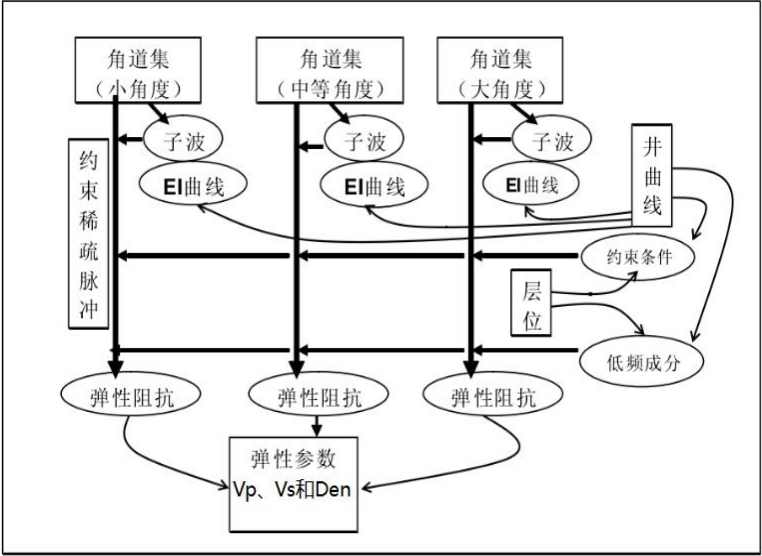 角道集
（小角度）
角道集
（中等角度）
角道集
（大角度）
子波
子波
子波
EI曲线
EI曲线
EI曲线
井曲线
约束稀疏脉冲
约束条件
层位
低频成分
弹性阻抗
弹性阻抗
弹性阻抗
弹性参数
Vp、Vs和Den